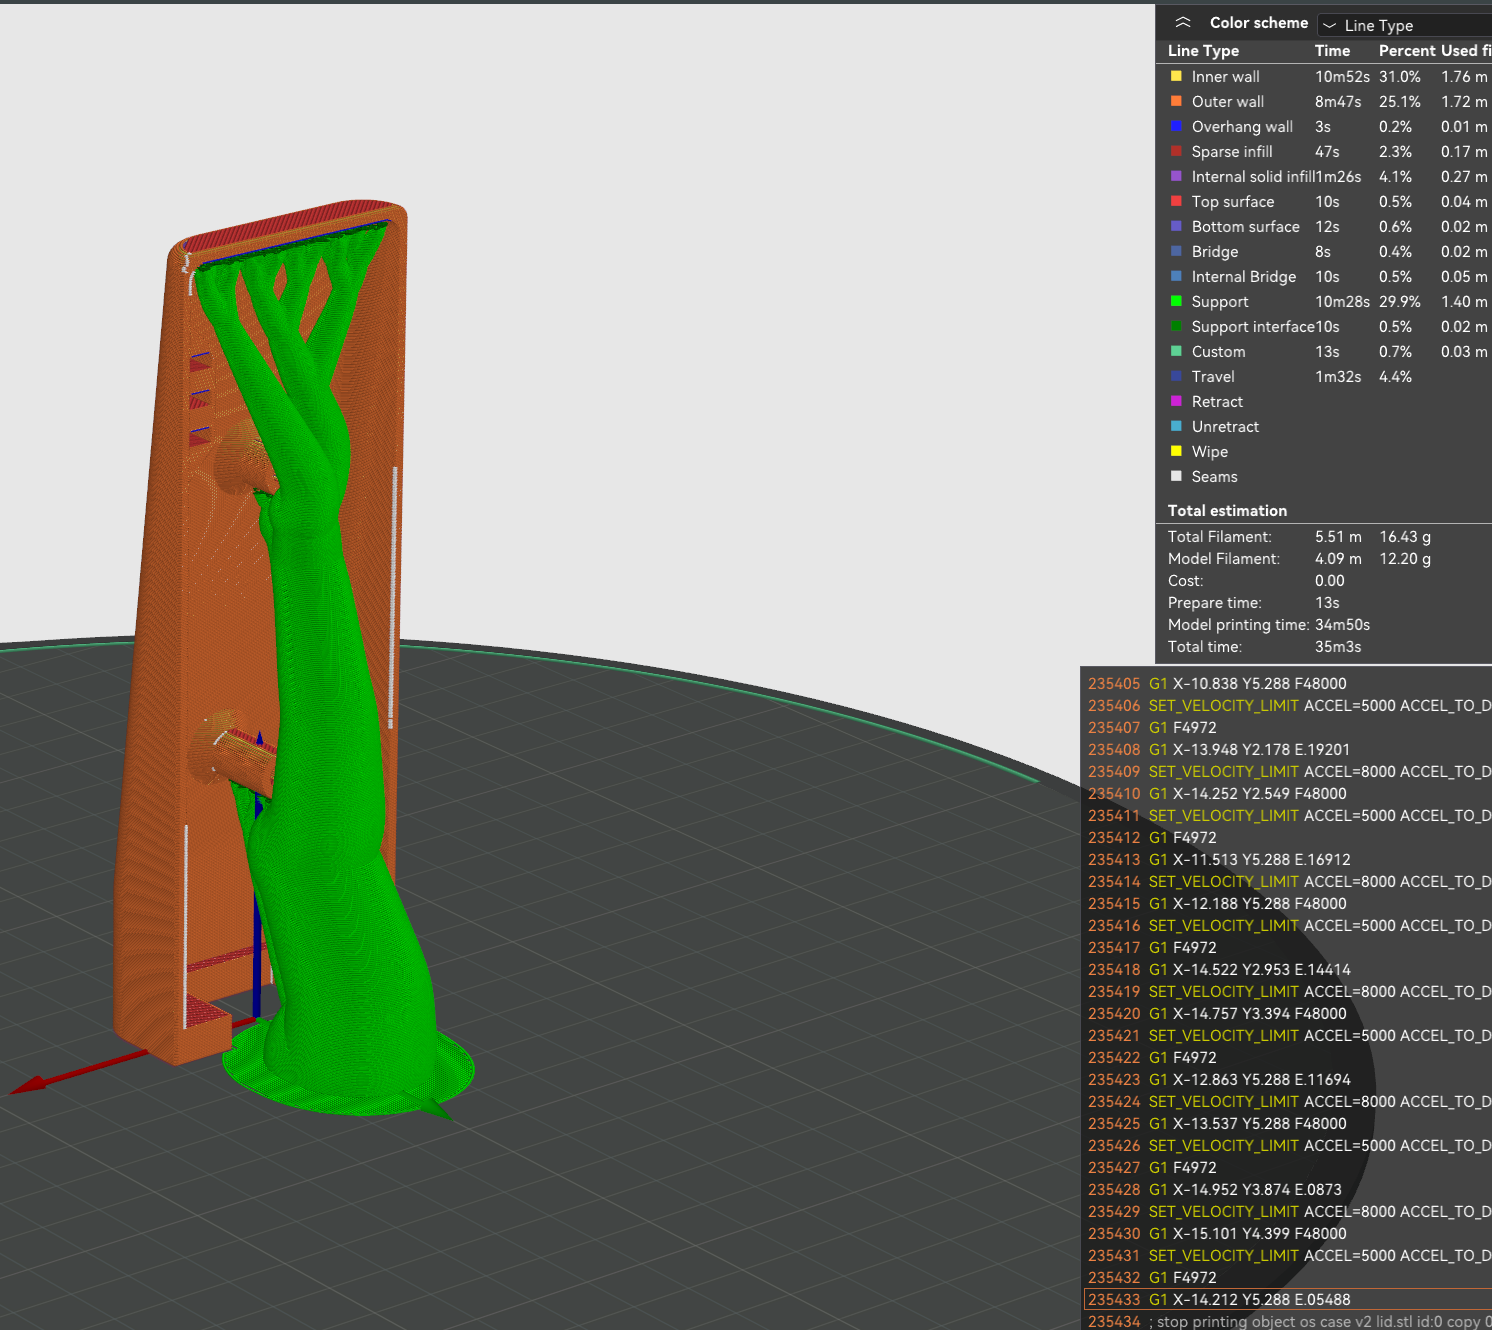 Color scheme Line Type
Line Type Time Percent Used fi
Inner wall 10m52s 31.0% 1.76 m
Outer wall 8m47s 25.1% 1.72 m
Overhang wall 3s 0.2% 0.01 m
Sparse infill 47s 2.3% 0.17 m
Internal solid infill 1m26s 4.1% 0.27 m
Top surface 10s 0.5% 0.04 m
Bottom surface 12s 0.6% 0.02 m
Bridge 8s 0.4% 0.02 m
Internal Bridge 10s 0.5% 0.05 m
Support 10m28s 29.9% 1.40 m
Support interface 10s 0.5% 0.02 m
Custom 13s 0.7% 0.03 m
Travel 1m32s 4.4%
Retract
Unretract
Wipe
Seams
Total estimation
Total Filament: 5.51 m 16.43 g
Model Filament: 4.09 m 12.20 g
Cost: 0.00
Prepare time: 13s
Model printing time: 34m50s
Total time: 35m3s
235405 G1 X-10.838 Y5.288 F48000
235406 SET_VELOCITY_LIMIT ACCEL=5000 ACCEL_TO_D
235407 G1 F4972
235408 G1 X-13.948 Y2.178 E.19201
235409 SET_VELOCITY_LIMIT ACCEL=8000 ACCEL_TO_D
235410 G1 X-14.252 Y2.549 F48000
235411 SET_VELOCITY_LIMIT ACCEL=5000 ACCEL_TO_D
235412 G1 F4972
235413 G1 X-11.513 Y5.288 E.16912
235414 SET_VELOCITY_LIMIT ACCEL=8000 ACCEL_TO_D
235415 G1 X-12.188 Y5.288 F48000
235416 SET_VELOCITY_LIMIT ACCEL=5000 ACCEL_TO_D
235417 G1 F4972
235418 G1 X-14.522 Y2.953 E.14414
235419 SET_VELOCITY_LIMIT ACCEL=8000 ACCEL_TO_D
235420 G1 X-14.757 Y3.394 F48000
235421 SET_VELOCITY_LIMIT ACCEL=5000 ACCEL_TO_D
235422 G1 F4972
235423 G1 X-12.863 Y5.288 E.11694
235424 SET_VELOCITY_LIMIT ACCEL=8000 ACCEL_TO_D
235425 G1 X-13.537 Y5.288 F48000
235426 SET_VELOCITY_LIMIT ACCEL=5000 ACCEL_TO_D
235427 G1 F4972
235428 G1 X-14.952 Y3.874 E.0873
235429 SET_VELOCITY_LIMIT ACCEL=8000 ACCEL_TO_D
235430 G1 X-15.101 Y4.399 F48000
235431 SET_VELOCITY_LIMIT ACCEL=5000 ACCEL_TO_D
235432 G1 F4972
235433 G1 X-14.212 Y5.288 E.05488
235434 ; stop printing object os case v2 lid.stl id:0 copy 0